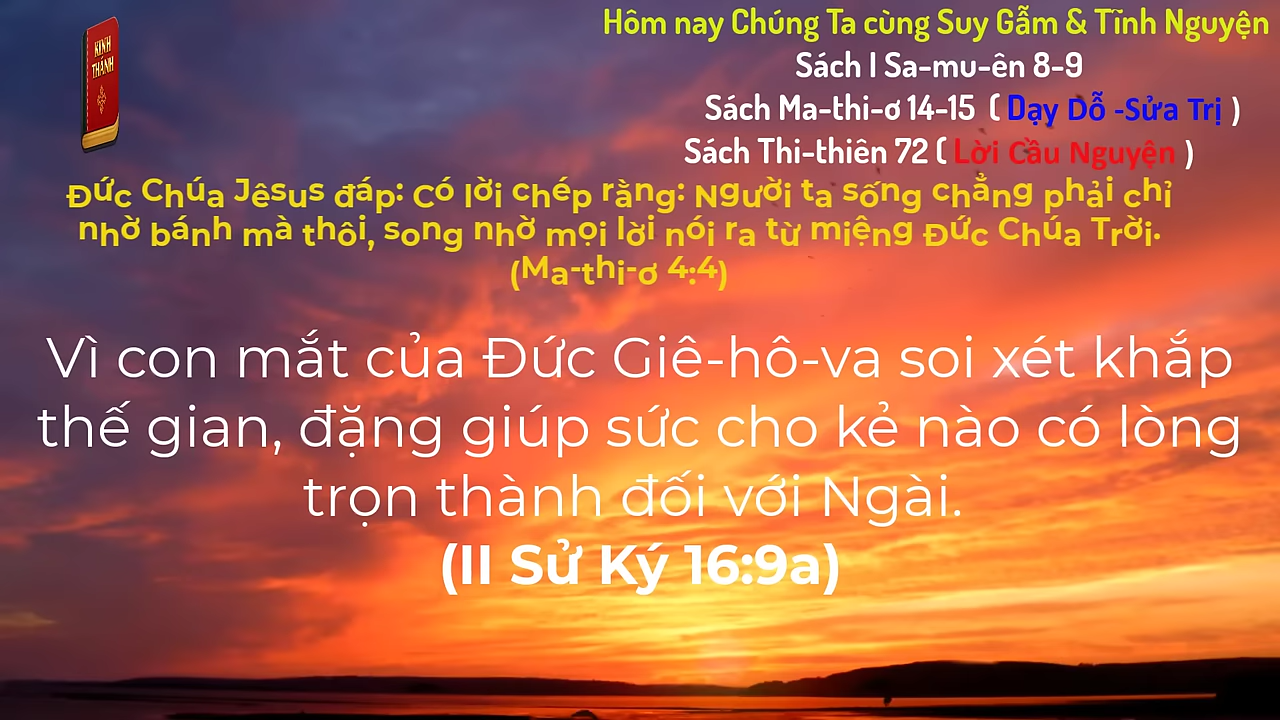 KINH
THÁNH
Hôm nay Chúng Ta cùng Suy Gẫm & Tĩnh Nguyện
Sách I Sa-mu-ên 8-9
Sách Ma-thi-ơ 14-15 ( Dạy Dỗ -Sửa Trị )
Sách Thi-thiên 72 ( Lời Cầu Nguyện )
Đức Chúa Jêsus đáp: Có lời chép rằng: Người ta sống chẳng phải chỉ
nhờ bánh mà thôi, song nhờ mọi lời nói ra từ miệng Đức Chúa Trời.
(Ma-thi-ơ 4:4)
Vì con mắt của Đức Giê-hô-va soi xét khắp
thế gian, đặng giúp sức cho kẻ nào có lòng
trọn thành đối với Ngài.
(II Sử Ký 16:9a)